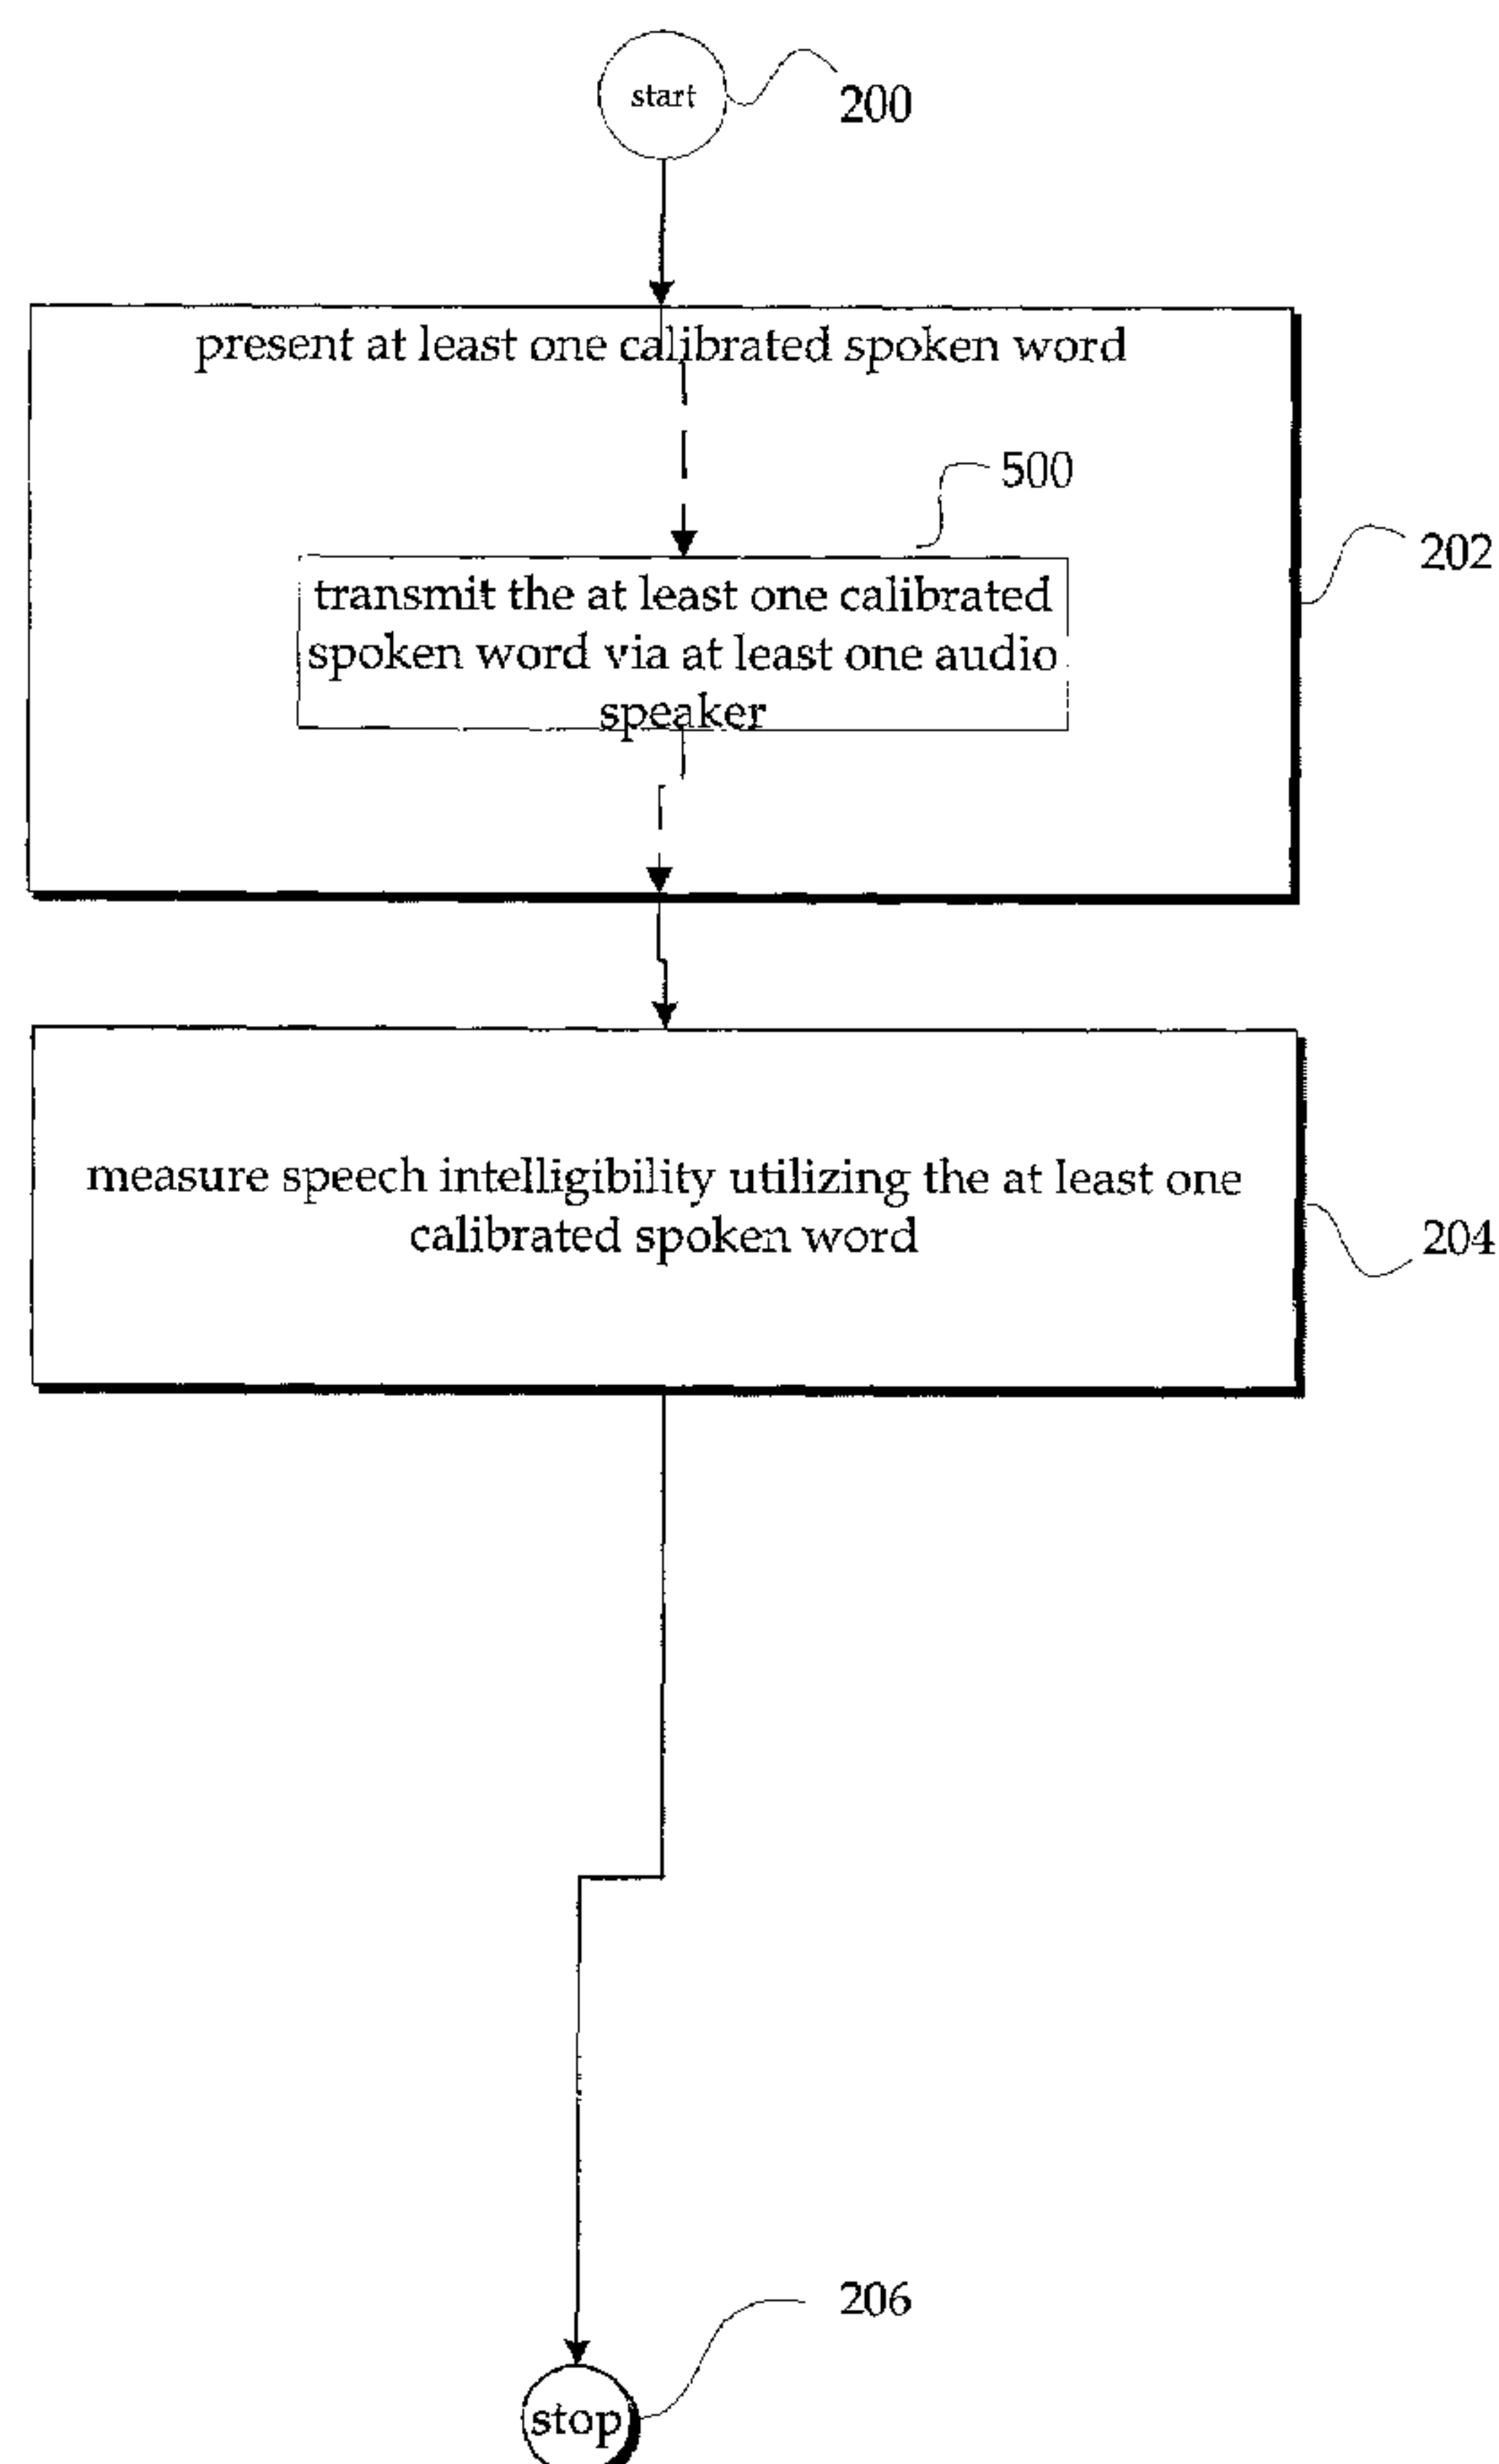 start
200
present at least one calibrated spoken word
500
transmit the at least one calibrated
spoken word via at least one audio
speaker
202
measure speech intelligibility utilizing the at least one
calibrated spoken word
204
206
stop